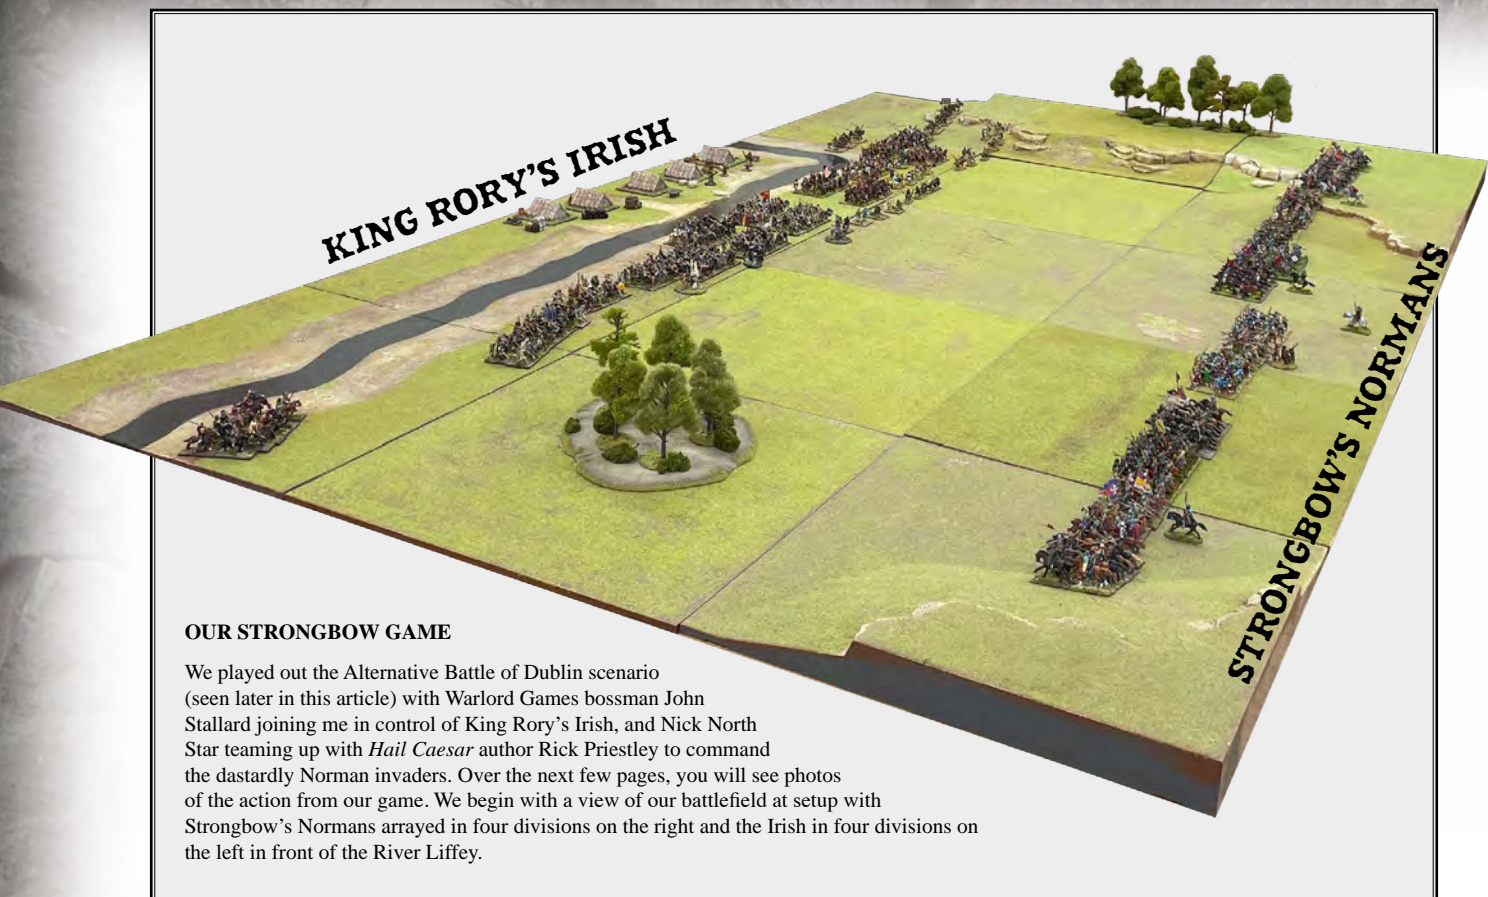 KING RORY'S IRISH
STRONGBOW'S NORMANS
OUR STRONGBOW GAME
We played out the Alternative Battle of Dublin scenario
(seen later in this article) with Warlord Games bossman John
Stallard joining me in control of King Rory's Irish, and Nick North
Star teaming up with Hail Caesar author Rick Priestley to command
the dastardly Norman invaders. Over the next few pages, you will see photos
of the action from our game. We begin with a view of our battlefield at setup with
Strongbow's Normans arrayed in four divisions on the right and the Irish in four divisions on
the left in front of the River Liffey.